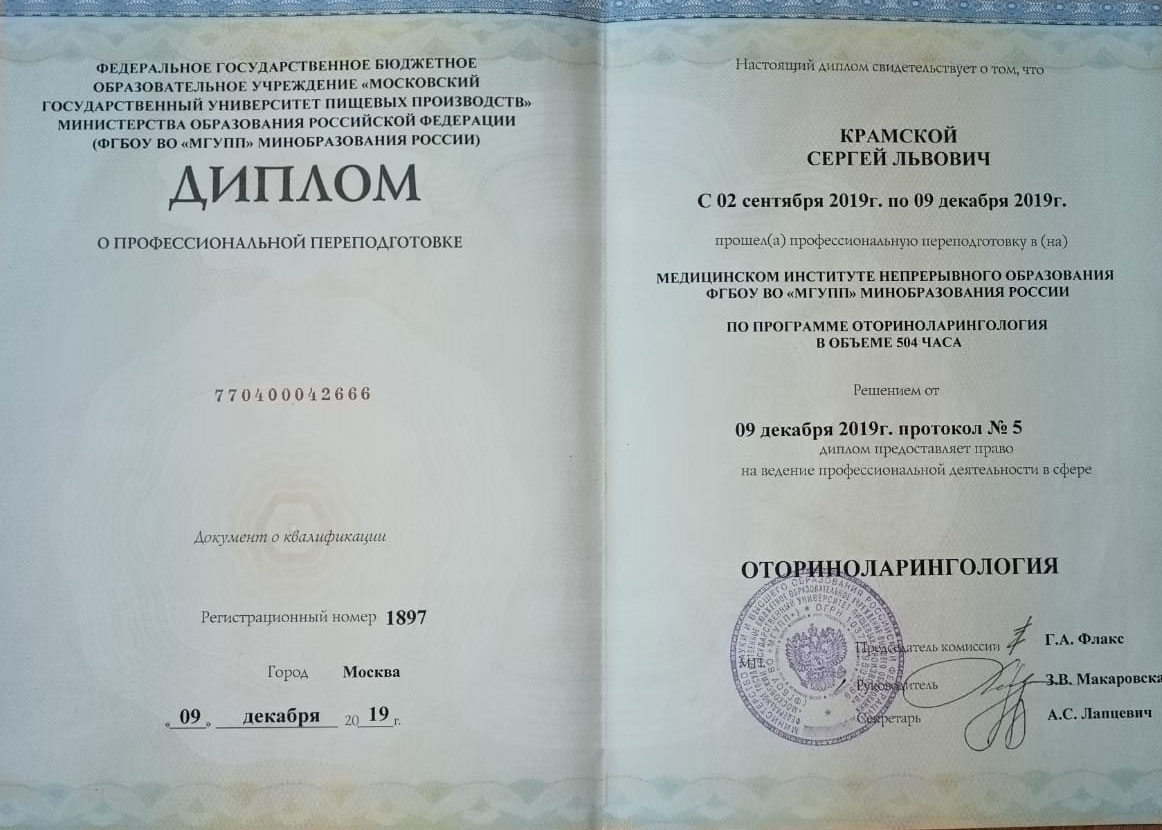 ФЕДЕРАЛЬНОЕ ГОСУДАРСТВЕННОЕ БЮДЖЕТНОЕ
ОБРАЗОВАТЕЛЬНОЕ УЧРЕЖДЕНИЕ «МОСКОВСКИЙ
ГОСУДАРСТВЕННЫЙ УНИВЕРСИТЕТ ПИЩЕВЫХ ПРОИЗВОДСТВ»
МИНИСТЕРСТВА ОБРАЗОВАНИЯ РОССИЙСКОЙ ФЕДЕРАЦИИ
(ФГБОУ ВО «МГУПП» МИНОБРАЗОВАНИЯ РОССИИ)
ДИПЛОМ
О ПРОФЕССИОНАЛЬНОЙ ПЕРЕПОДГОТОВКЕ
770400042666
Документ о квалификации
Регистрационный номер 1897
Город Москва
« 09 » декабря 20 19 г.
Настоящий диплом свидетельствует о том, что
КРАМСКОЙ
СЕРГЕЙ ЛЬВОВИЧ
С 02 сентября 2019г. по 09 декабря 2019г.
прошел(а) профессиональную переподготовку в (на)
МЕДИЦИНСКОМ ИНСТИТУТЕ НЕПРЕРЫВНОГО ОБРАЗОВАНИЯ
ФГБОУ ВО «МГУПП» МИНОБРАЗОВАНИЯ РОССИИ
ПО ПРОГРАММЕ ОТОРИНОЛАРИНГОЛОГИЯ
В ОБЪЕМЕ 504 ЧАСА
Решением от
09 декабря 2019г. протокол № 5
диплом предоставляет право
на ведение профессиональной деятельности в сфере
ОТОРИНОЛАРИНГОЛОГИЯ
М.П.
Председатель комиссии Г.А. Флакс
Руководитель З.В. Макаровска
Секретарь А.С. Лапцевич